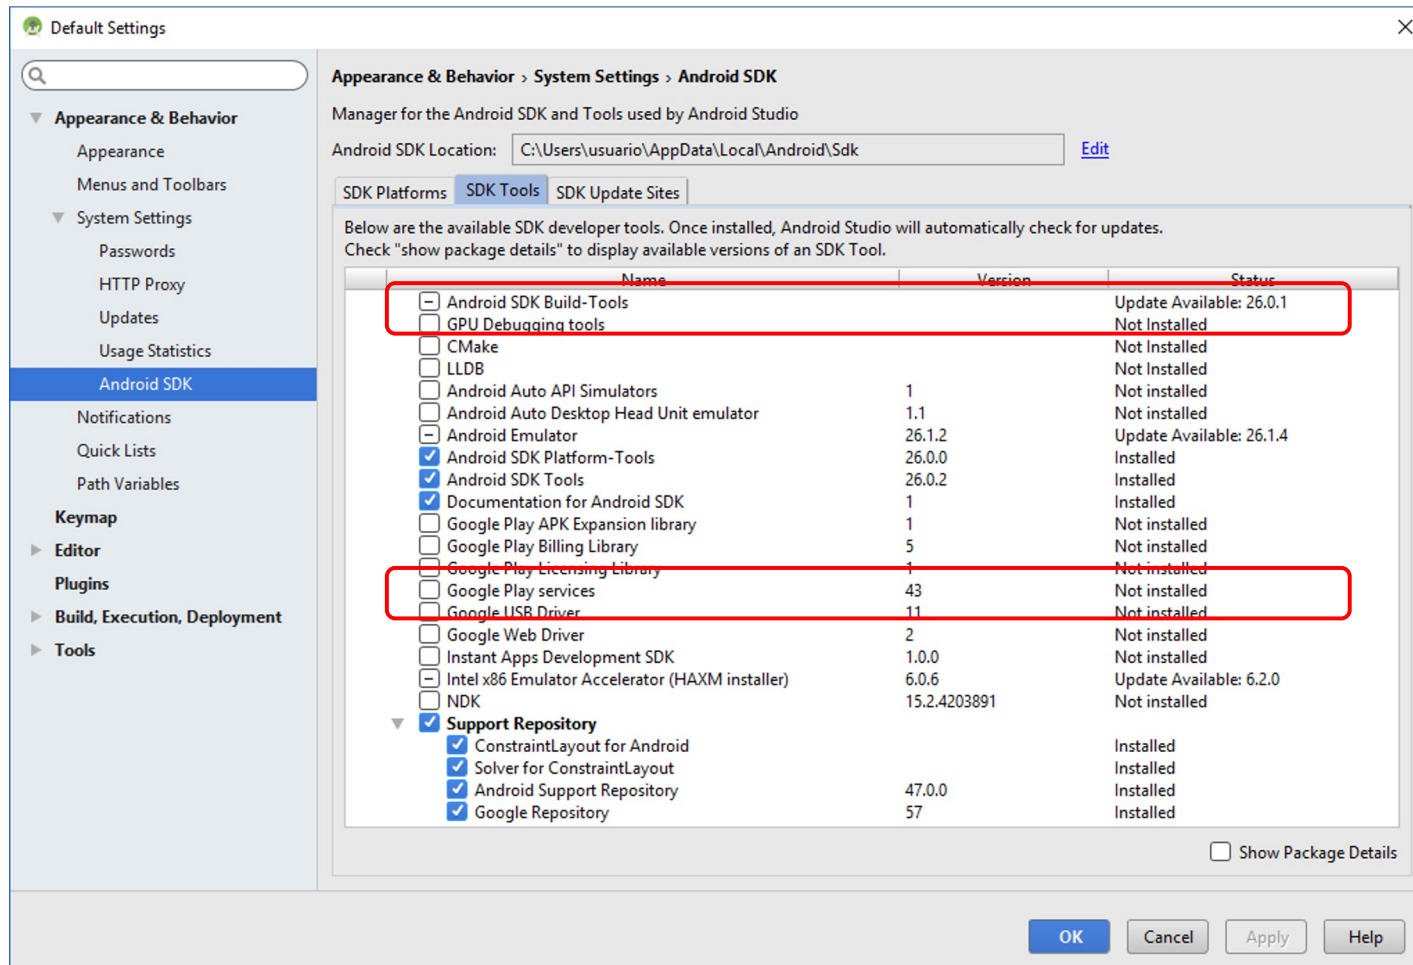 Default Settings
Appearance & Behavior
Appearance
Menus and Toolbars
System Settings
Passwords
HTTP Proxy
Updates
Usage Statistics
Android SDK
Notifications
Quick Lists
Path Variables
Keymap
Editor
Plugins
Build, Execution, Deployment
Tools
Appearance & Behavior › System Settings › Android SDK
Manager for the Android SDK and Tools used by Android Studio
Android SDK Location: C:\Users\usuario\AppData\Local\Android\Sdk Edit
SDK Platforms SDK Tools SDK Update Sites
Below are the available SDK developer tools. Once installed, Android Studio will automatically check for updates.
Check "show package details" to display available versions of an SDK Tool.
Name Version Status
Android SDK Build-Tools Update Available: 26.0.1
GPU Debugging tools Not Installed
CMake Not Installed
LLDB Not Installed
Android Auto API Simulators 1 Not installed
Android Auto Desktop Head Unit emulator 1.1 Not installed
Android Emulator 26.1.2 Update Available: 26.1.4
Android SDK Platform-Tools 26.0.0 Installed
Android SDK Tools 26.0.2 Installed
Documentation for Android SDK 1 Installed
Google Play APK Expansion library 1 Not installed
Google Play Billing Library 5 Not installed
Google Play Licensing Library 1 Not installed
Google Play services 43 Not installed
Google USB Driver 11 Not installed
Google Web Driver 2 Not installed
Instant Apps Development SDK 1.0.0 Not installed
Intel x86 Emulator Accelerator (HAXM installer) 6.0.6 Update Available: 6.2.0
NDK 15.2.4203891 Not installed
Support Repository
ConstraintLayout for Android Installed
Solver for ConstraintLayout Installed
Android Support Repository 47.0.0 Installed
Google Repository 57 Installed
Show Package Details
OK Cancel Apply Help